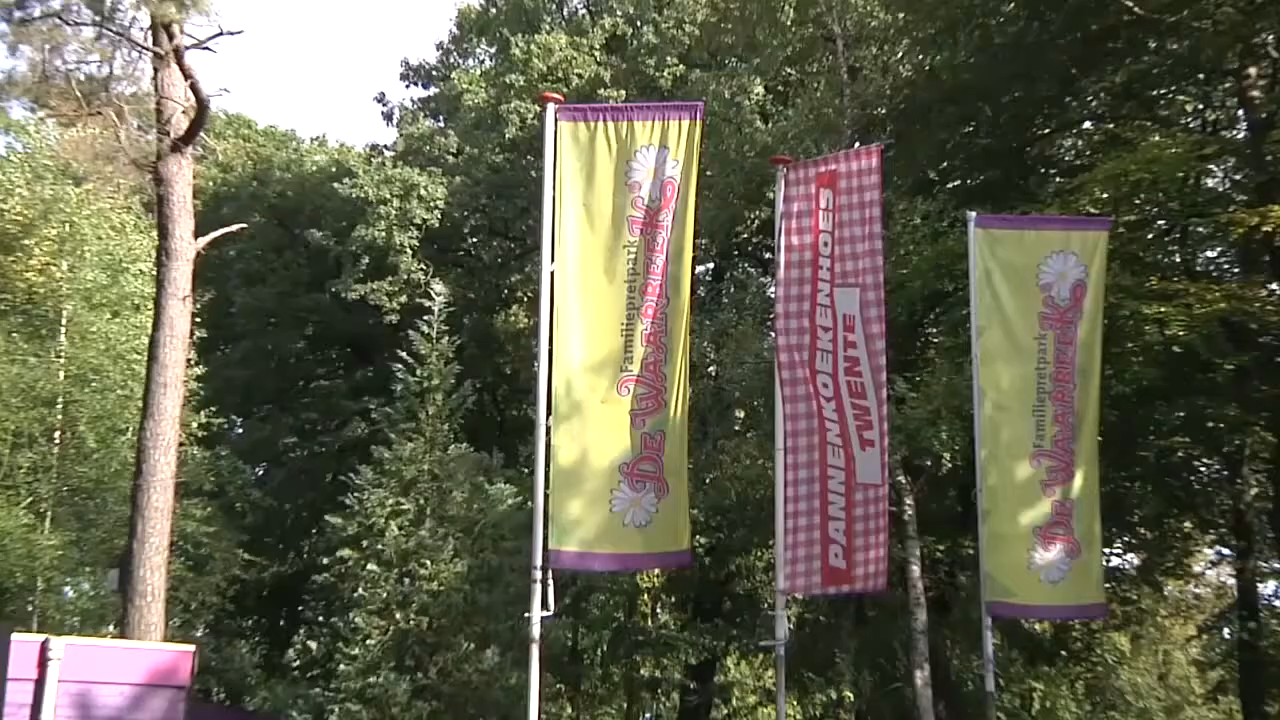 Familiepretpark
De Waarbeek
PANNENKOEKENHOES
TWENTE
Familiepretpark
De Waarbeek